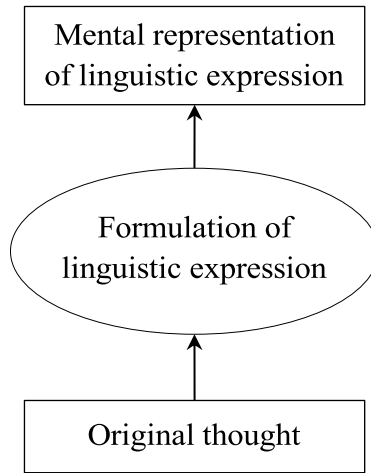 Mental representation
of linguistic expression
Formulation of
linguistic expression
Original thought